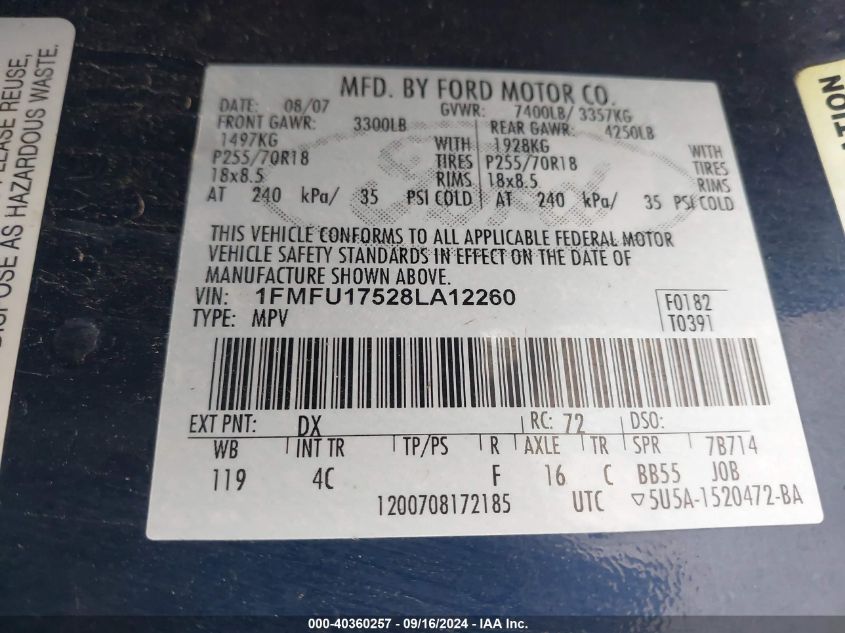 LEASE REUSE,
POSE AS HAZARDOUS WASTE.
MFD. BY FORD MOTOR CO.
DATE: 08/07 GVWR: 7400LB/ 3357KG
FRONT GAWR: 3300LB REAR GAWR: 4250LB
1497KG WITH 1928KG WITH
P255/70R18 TIRES P255/70R18 TIRES
18x8.5 RIMS 18x8.5 RIMS
AT 240 kPa/ 35 PSI COLD AT 240 kPa/ 35 PSI COLD
THIS VEHICLE CONFORMS TO ALL APPLICABLE FEDERAL MOTOR
VEHICLE SAFETY STANDARDS IN EFFECT ON THE DATE OF
MANUFACTURE SHOWN ABOVE.
VIN: 1FMFU17528LA12260 F0182
TYPE: MPV T0391
EXT PNT: DX RC: 72 DSO:
WB INT TR TP/PS R AXLE TR SPR 7B714
119 4C F 16 C BB55 JOB
1200708172185 UTC ▽5U5A-1520472-BA
TION
000-40360257 - 09/16/2024 - IAA Inc.